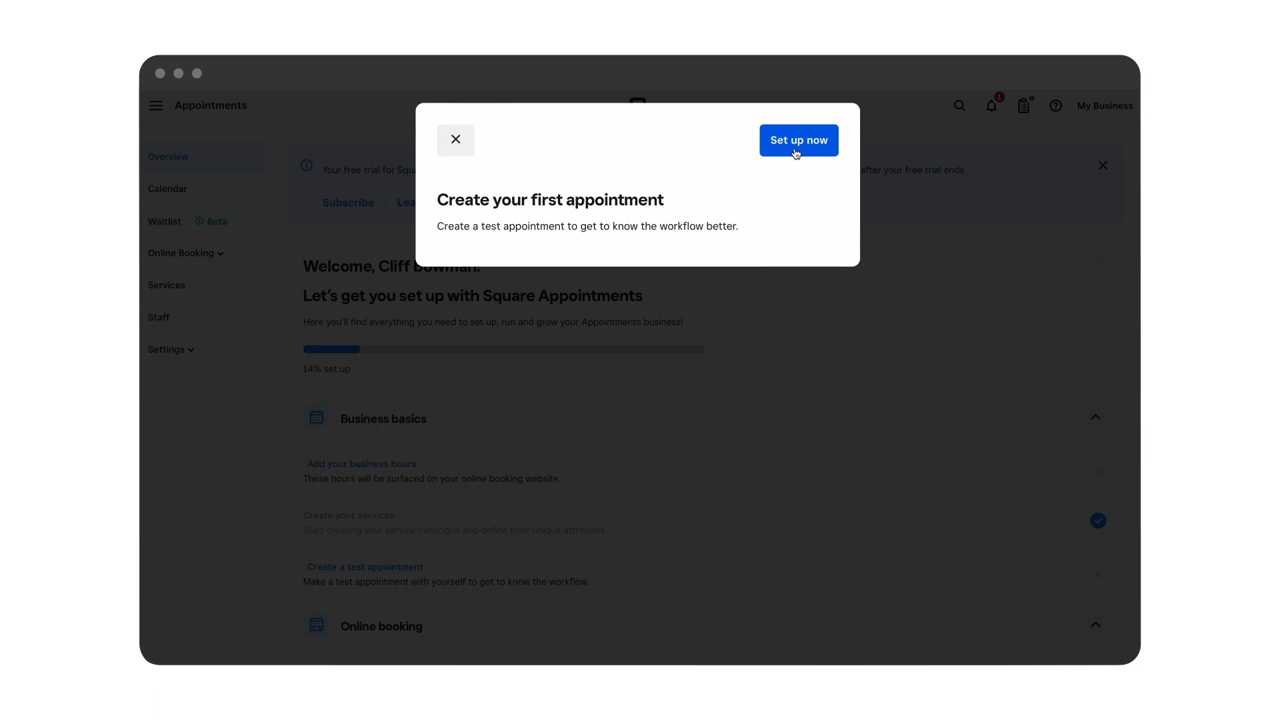 Appointments
1
My Business
Set up now
Create your first appointment
Create a test appointment to get to know the workflow better.
Overview
Calendar
Waitlist Beta
Online Booking
Services
Staff
Settings
Your free trial for after your free trial ends.
Subscribe
Welcome, Cliff Bowman!
Let's get you set up with Square Appointments
Here you'll find everything you need to set up, run and grow your Appointments business!
14% set up
Business basics
Add your business hours
These hours will be surfaced on your online booking website.
Create your services
Start creating your service catalogue and define their unique attributes.
Create a test appointment
Make a test appointment with yourself to get to know the workflow.
Online booking